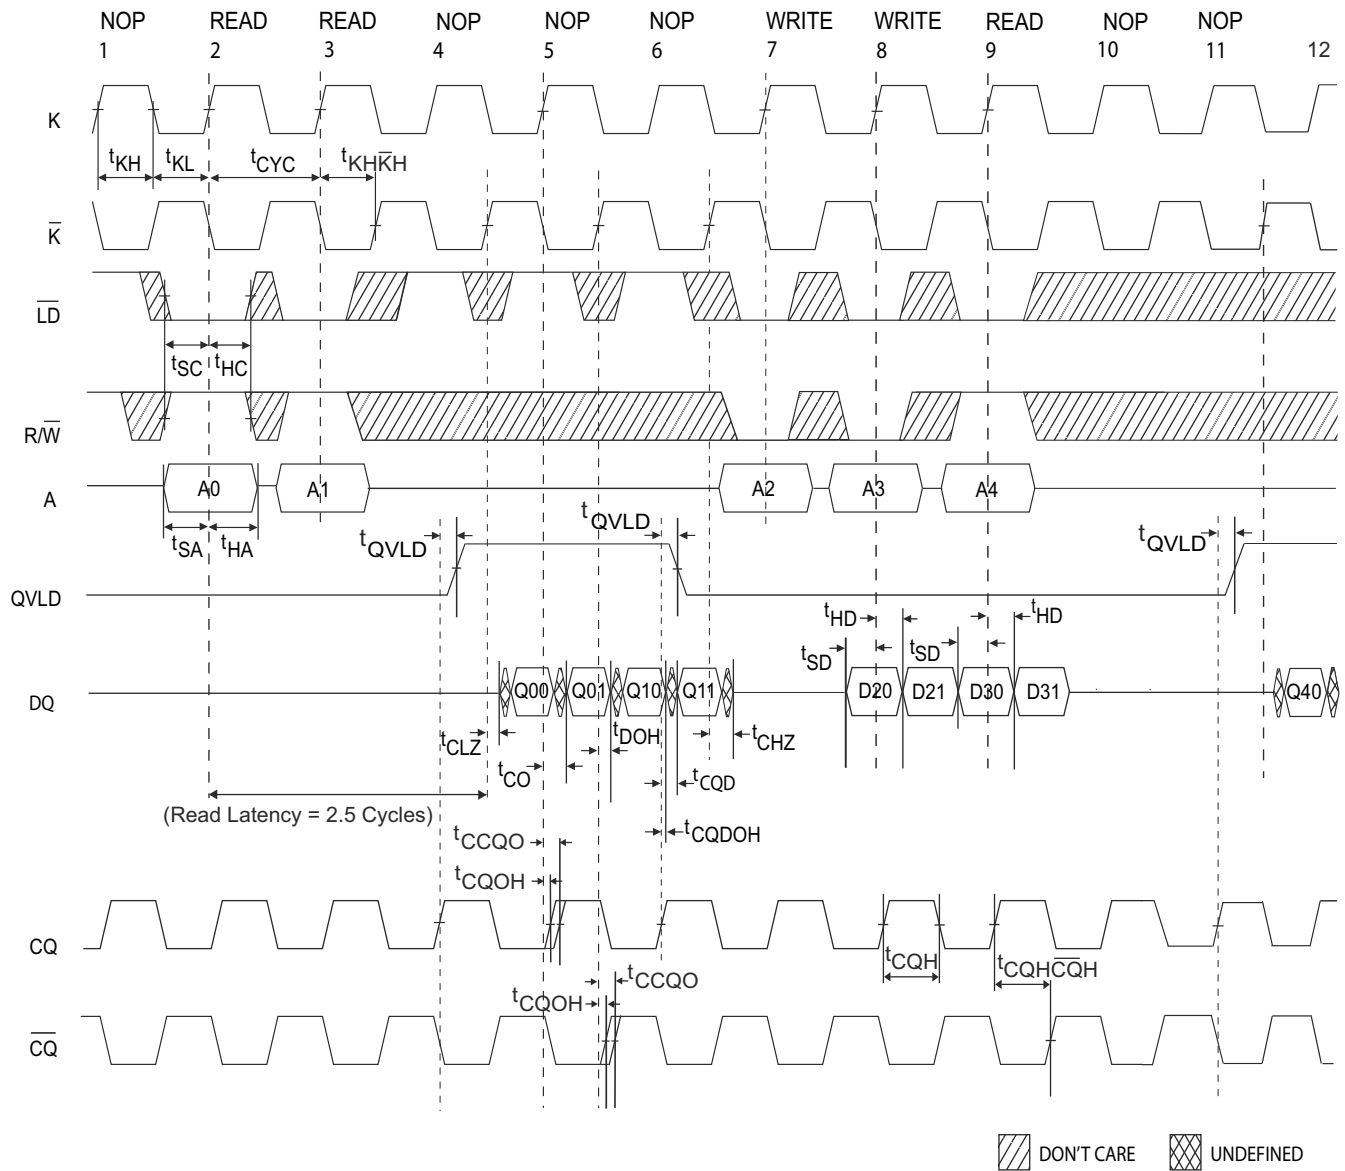 NOP READ READ NOP NOP NOP WRITE WRITE READ NOP NOP
1 2 3 4 5 6 7 8 9 10 11 12
K
tKH tKL tCYC tKHK̅H
K̅
L̅D̅
tSC tHC
R/W̅
A A0 A1 A2 A3 A4
tSA tHA tQVLD tQVLD tQVLD
QVLD
tHD tHD
tSD tSD
DQ Q00 Q01 Q10 Q11 D20 D21 D30 D31 Q40
tCLZ tDOH tCHZ
tCO tCQD
(Read Latency = 2.5 Cycles)
tCQDOH
tCCQO
tCQOH
CQ
tCQH tCQHC̅Q̅H
tCCQO
tCQOH
C̅Q̅
DON'T CARE UNDEFINED